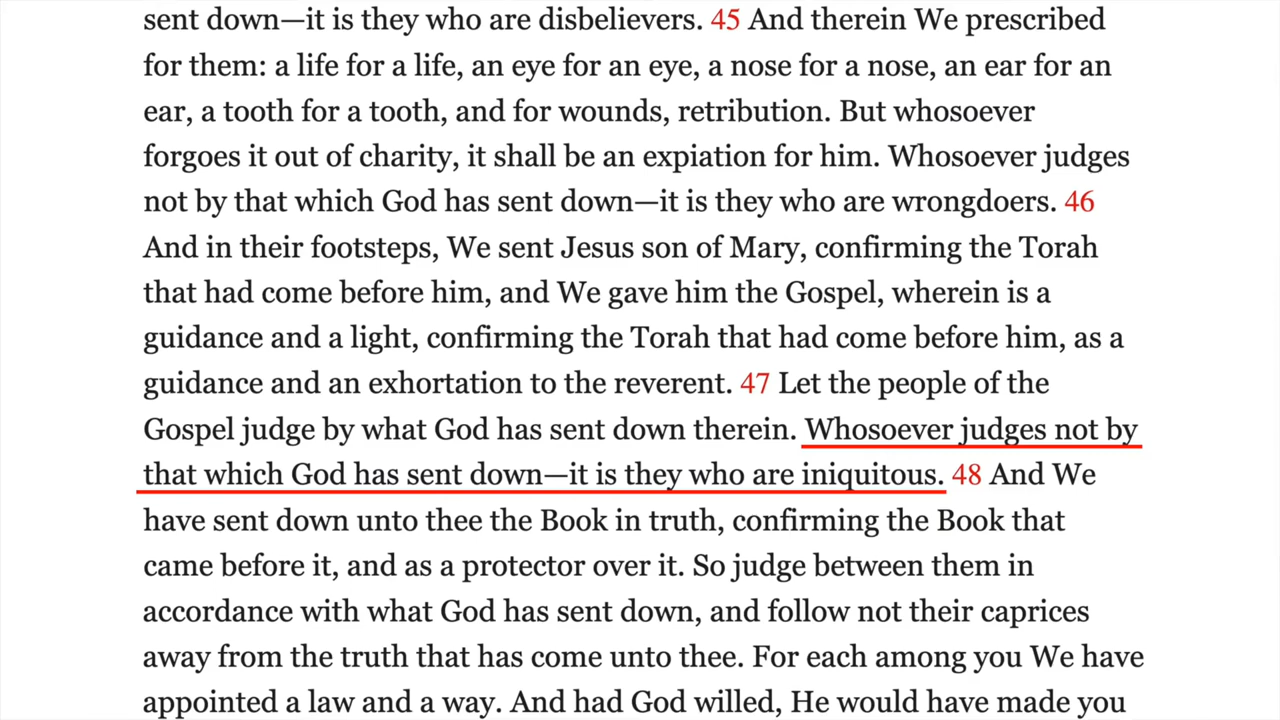 sent down—it is they who are disbelievers. 45 And therein We prescribed
for them: a life for a life, an eye for an eye, a nose for a nose, an ear for an
ear, a tooth for a tooth, and for wounds, retribution. But whosoever
forgoes it out of charity, it shall be an expiation for him. Whosoever judges
not by that which God has sent down—it is they who are wrongdoers. 46
And in their footsteps, We sent Jesus son of Mary, confirming the Torah
that had come before him, and We gave him the Gospel, wherein is a
guidance and a light, confirming the Torah that had come before him, as a
guidance and an exhortation to the reverent. 47 Let the people of the
Gospel judge by what God has sent down therein. Whosoever judges not by
that which God has sent down—it is they who are iniquitous. 48 And We
have sent down unto thee the Book in truth, confirming the Book that
came before it, and as a protector over it. So judge between them in
accordance with what God has sent down, and follow not their caprices
away from the truth that has come unto thee. For each among you We have
appointed a law and a way. And had God willed, He would have made you